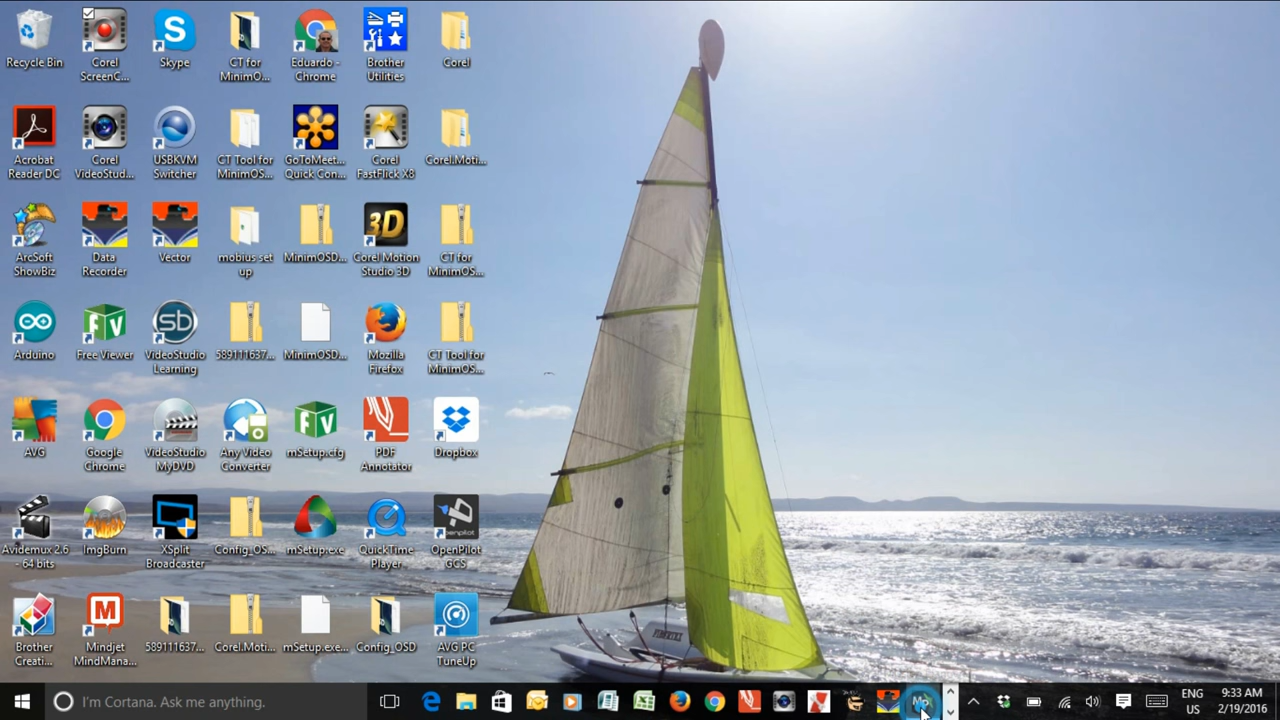 Recycle Bin
Corel
ScreenC...
Skype
CT for
MinimO...
Eduardo -
Chrome
Brother
Utilities
Corel
Acrobat
Reader DC
Corel
VideoStud...
USBKVM
Switcher
CT Tool for
MinimOS...
GoToMeet...
Quick Con...
Corel
FastFlick X8
Corel.Moti...
ArcSoft
ShowBiz
Data
Recorder
Vector
mobius set
up
MinimOSD...
3D
Corel Motion
Studio 3D
CT for
MinimOS...
Arduino
FV
Free Viewer
sb
VideoStudio
Learning
589111637...
MinimOSD...
Mozilla
Firefox
CT Tool for
MinimOS...
AVG
Google
Chrome
VideoStudio
MyDVD
Any Video
Converter
FV
mSetup.cfg
PDF
Annotator
Dropbox
Avidemux 2.6
- 64 bits
ImgBurn
XSplit
Broadcaster
Config_OS...
mSetup.exe
QuickTime
Player
OpenPilot
GCS
Brother
Creati...
Mindjet
MindMana...
589111637...
Corel.Moti...
mSetup.exe...
Config_OSD
AVG PC
TuneUp
I'm Cortana. Ask me anything.
ENG
US
9:33 AM
2/19/2016